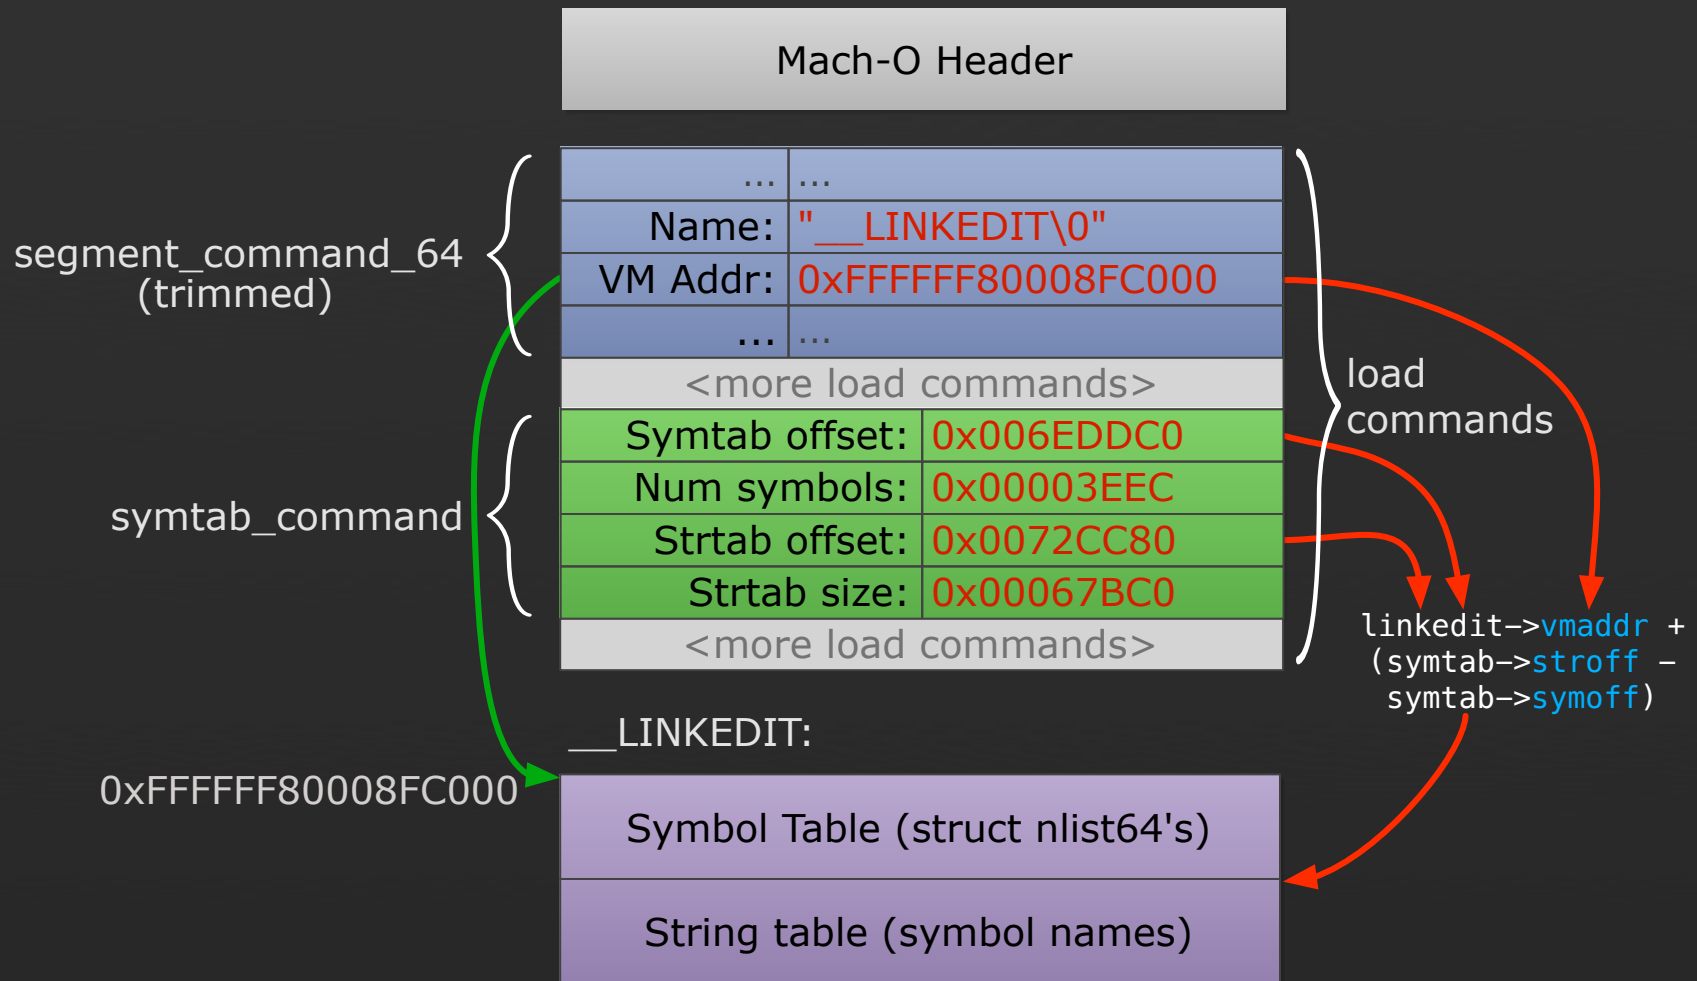 Mach-O Header
... ...
Name: "__LINKEDIT\0"
VM Addr: 0xFFFFFF80008FC000
... ...
segment_command_64
(trimmed)
<more load commands>
load
commands
Symtab offset: 0x006EDDC0
Num symbols: 0x00003EEC
Strtab offset: 0x0072CC80
Strtab size: 0x00067BC0
symtab_command
<more load commands>
linkedit->vmaddr +
(symtab->stroff -
symtab->symoff)
__LINKEDIT:
0xFFFFFF80008FC000
Symbol Table (struct nlist64's)
String table (symbol names)